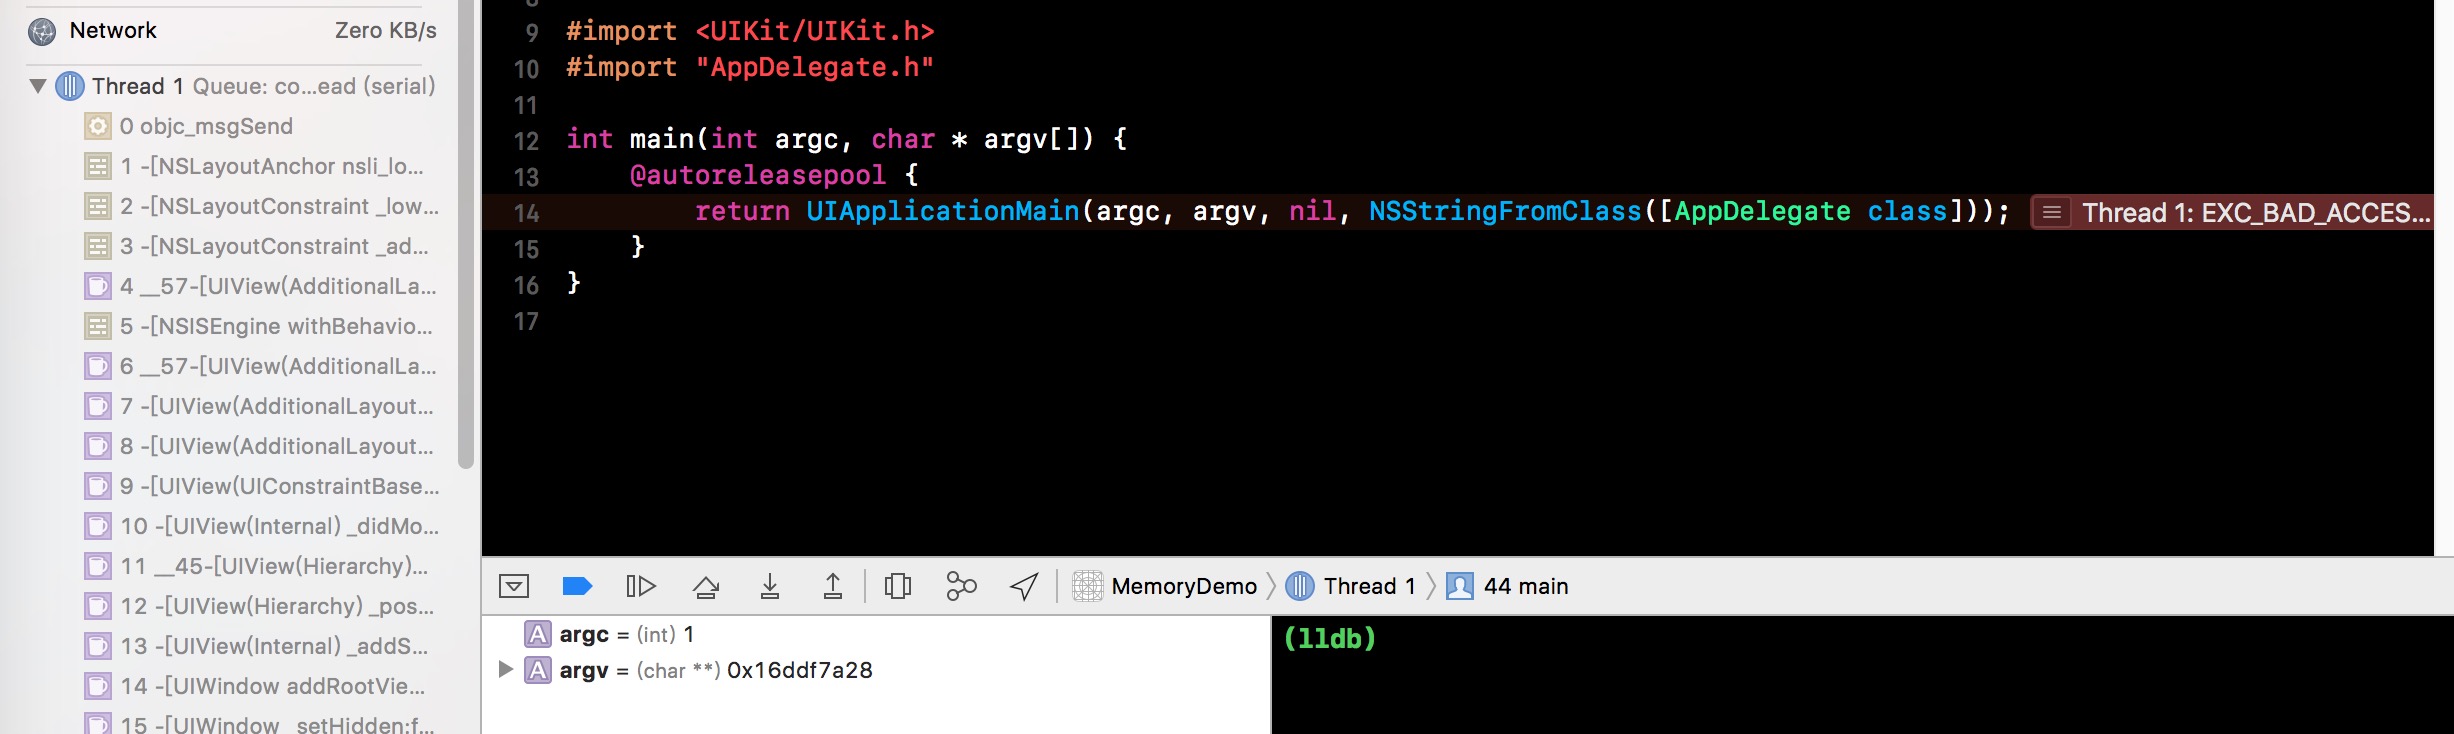 Network Zero KB/s
Thread 1 Queue: co...ead (serial)
0 objc_msgSend
1 -[NSLayoutAnchor nsli_lo...
2 -[NSLayoutConstraint _low...
3 -[NSLayoutConstraint _ad...
4 __57-[UIView(AdditionalLa...
5 -[NSISEngine withBehavio...
6 __57-[UIView(AdditionalLa...
7 -[UIView(AdditionalLayout...
8 -[UIView(AdditionalLayout...
9 -[UIView(UIConstraintBase...
10 -[UIView(Internal) _didMo...
11 __45-[UIView(Hierarchy)...
12 -[UIView(Hierarchy) _pos...
13 -[UIView(Internal) _addS...
14 -[UIWindow addRootVie...
15 -[UIWindow _setHidden:f...
9 #import <UIKit/UIKit.h>
10 #import "AppDelegate.h"
11
12 int main(int argc, char * argv[]) {
13 @autoreleasepool {
14 return UIApplicationMain(argc, argv, nil, NSStringFromClass([AppDelegate class])); Thread 1: EXC_BAD_ACCES...
15 }
16 }
17
MemoryDemo Thread 1 44 main
A argc = (int) 1
A argv = (char **) 0x16ddf7a28
(lldb)